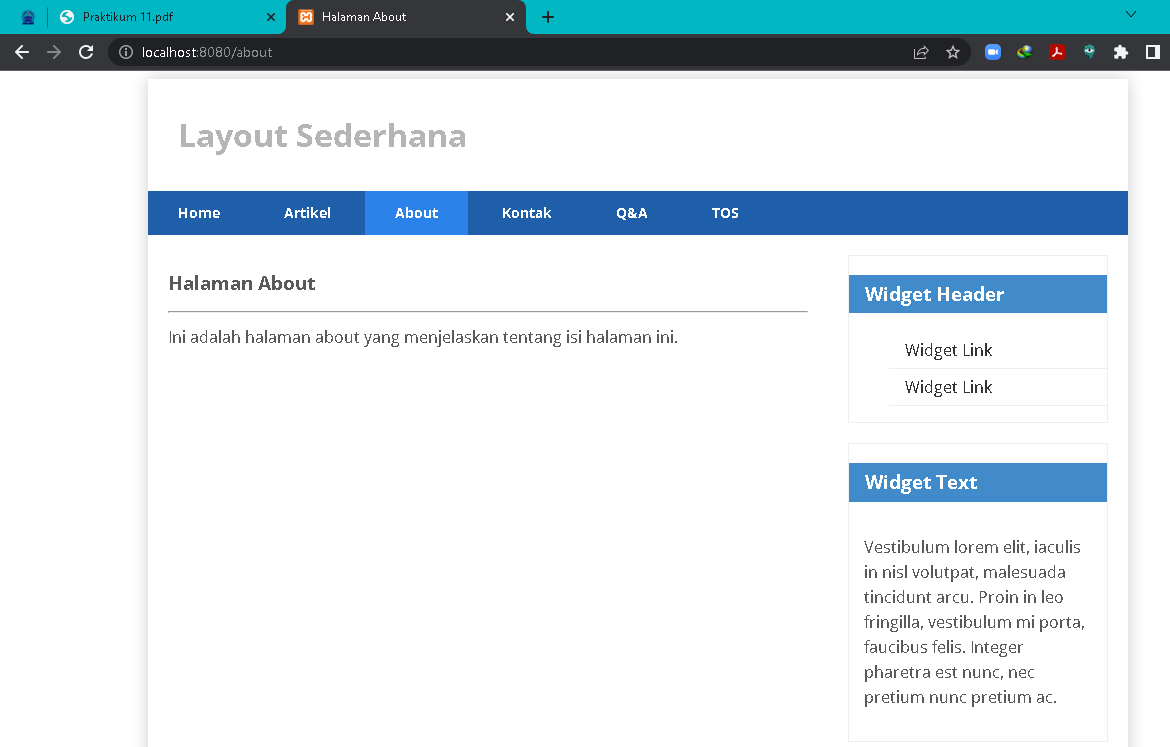 Praktikum 11.pdf
Halaman About
localhost:8080/about
Layout Sederhana
Home Artikel About Kontak Q&A TOS
Halaman About
Ini adalah halaman about yang menjelaskan tentang isi halaman ini.
Widget Header
Widget Link
Widget Link
Widget Text
Vestibulum lorem elit, iaculis
in nisl volutpat, malesuada
tincidunt arcu. Proin in leo
fringilla, vestibulum mi porta,
faucibus felis. Integer
pharetra est nunc, nec
pretium nunc pretium ac.